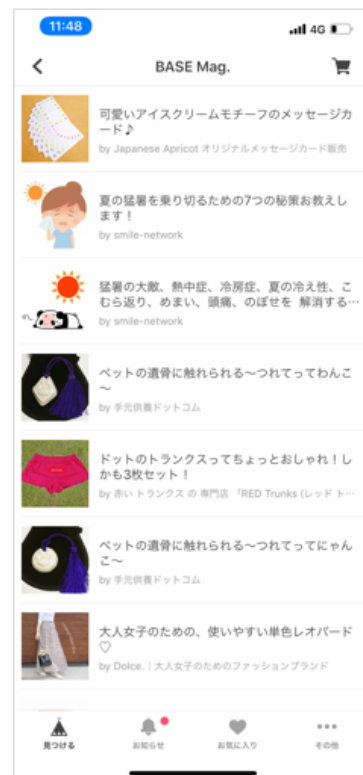 11:48
4G
BASE Mag.
可愛いアイスクリームモチーフのメッセージカ
ード♪
by Japanese Apricot オリジナルメッセージカード販売
夏の猛暑を乗り切るための7つの秘策お教えし
ます！
by smile-network
猛暑の大敵、熱中症、冷房症、夏の冷え性、こ
むら返り、めまい、頭痛、のぼせを 解消する…
by smile-network
ペットの遺骨に触れられる〜つれてってわんこ
〜
by 手元供養ドットコム
ドットのトランクスってちょっとおしゃれ！し
かも3枚セット！
by 赤い トランクス の 専門店 「RED Trunks (レッド ト…
ペットの遺骨に触れられる〜つれてってにゃん
こ〜
by 手元供養ドットコム
大人女子のための、使いやすい単色レオパード
♡
by Dolce.｜大人女子のためのファッションブランド
見つける
お知らせ
お気に入り
その他